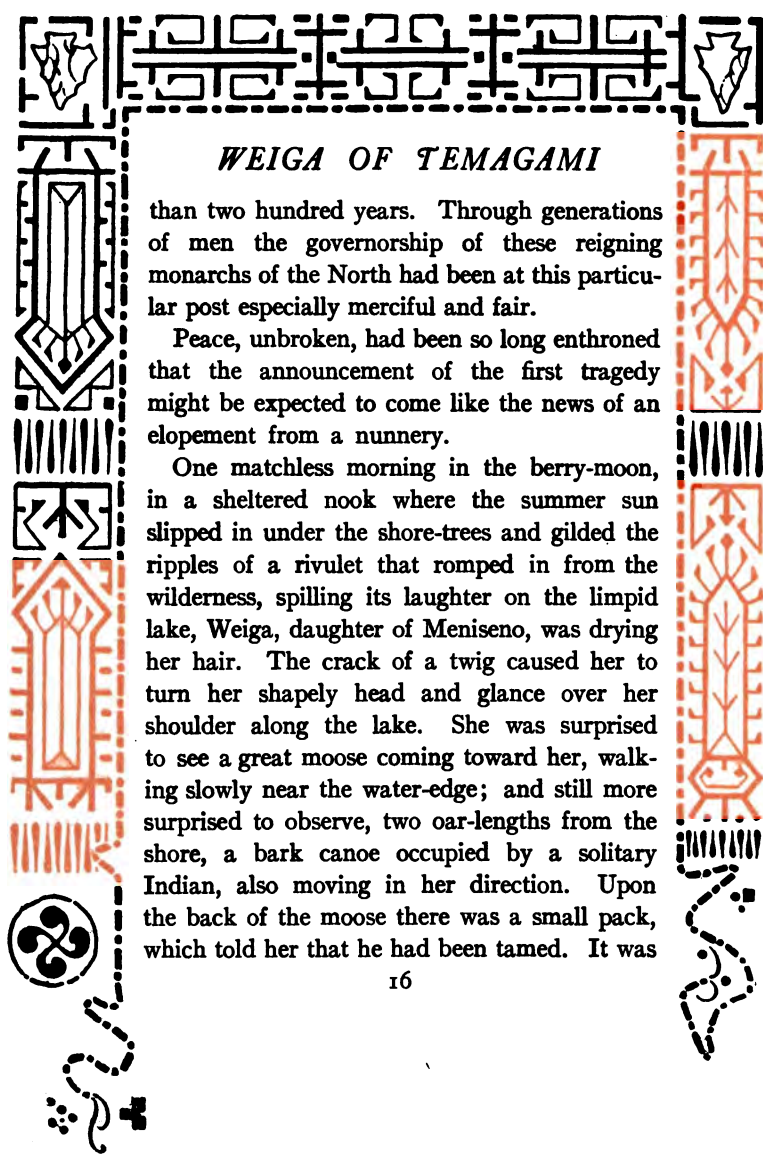 WEIGA OF TEMAGAMI
than two hundred years. Through generations
of men the governorship of these reigning
monarchs of the North had been at this particu-
lar post especially merciful and fair.
Peace, unbroken, had been so long enthroned
that the announcement of the first tragedy
might be expected to come like the news of an
elopement from a nunnery.
One matchless morning in the berry-moon,
in a sheltered nook where the summer sun
slipped in under the shore-trees and gilded the
ripples of a rivulet that romped in from the
wilderness, spilling its laughter on the limpid
lake, Weiga, daughter of Meniseno, was drying
her hair. The crack of a twig caused her to
turn her shapely head and glance over her
shoulder along the lake. She was surprised
to see a great moose coming toward her, walk-
ing slowly near the water-edge; and still more
surprised to observe, two oar-lengths from the
shore, a bark canoe occupied by a solitary
Indian, also moving in her direction. Upon
the back of the moose there was a small pack,
which told her that he had been tamed. It was
16